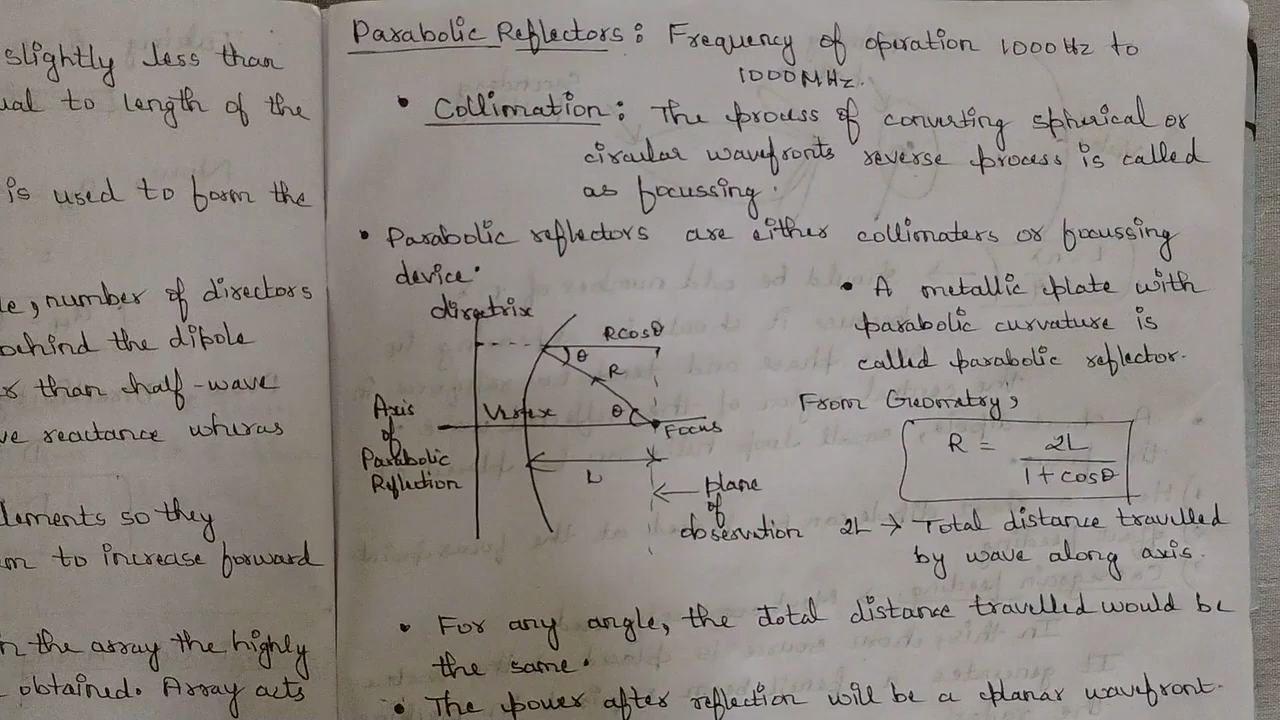 slightly less than
ual to length of the
is used to form the
le, number of directors
behind the dipole
r than half-wave
ve reactance wheras
lements so they
m to increase forward
n the array the highly
obtained. Array acts
Parabolic Reflectors: Frequency of operation 1000Hz to
1000MHz.
• Collimation: The process of converting spherical or
circular wavefronts reverse process is called
as focussing.
• Parabolic reflectors are either collimaters or focussing
device.
• A metallic plate with
parabolic curvature is
called parabolic reflector.
directrix
Rcosθ
θ
R
θ
Axis
of
Parabolic
Reflection
Vertex
Focus
L
plane
of
observation
From Geometry,
R = 2L / 1 + cosθ
2L → Total distance travelled
by wave along axis.
• For any angle, the total distance travelled would be
the same.
• The power after reflection will be a planar wavefront.